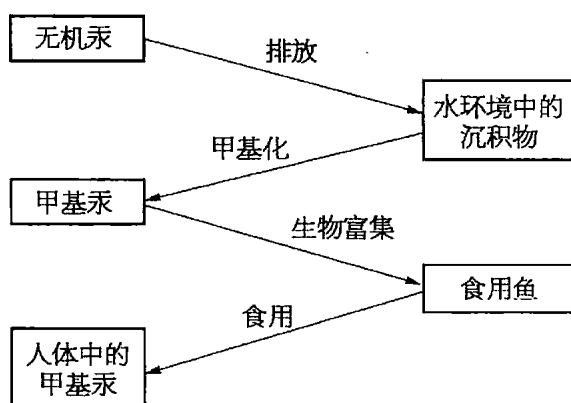 无机汞
排放
水环境中的
沉积物
甲基化
甲基汞
生物富集
食用鱼
食用
人体中的
甲基汞